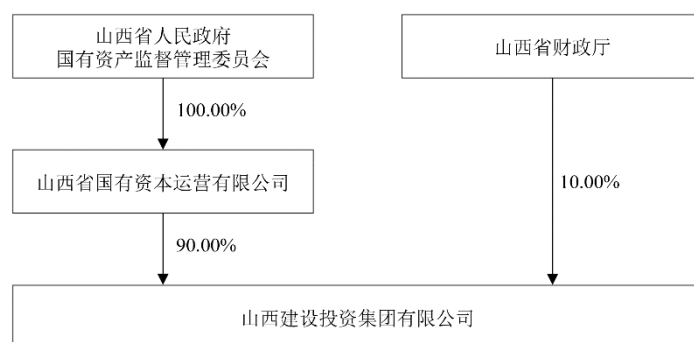 山西省人民政府
国有资产监督管理委员会
山西省财政厅
100.00%
山西省国有资本运营有限公司
10.00%
90.00%
山西建设投资集团有限公司